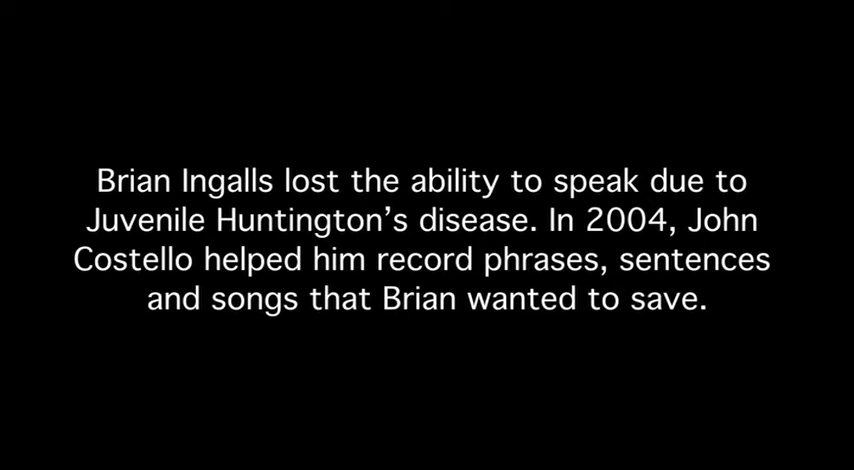 Brian Ingalls lost the ability to speak due to
Juvenile Huntington’s disease. In 2004, John
Costello helped him record phrases, sentences
and songs that Brian wanted to save.